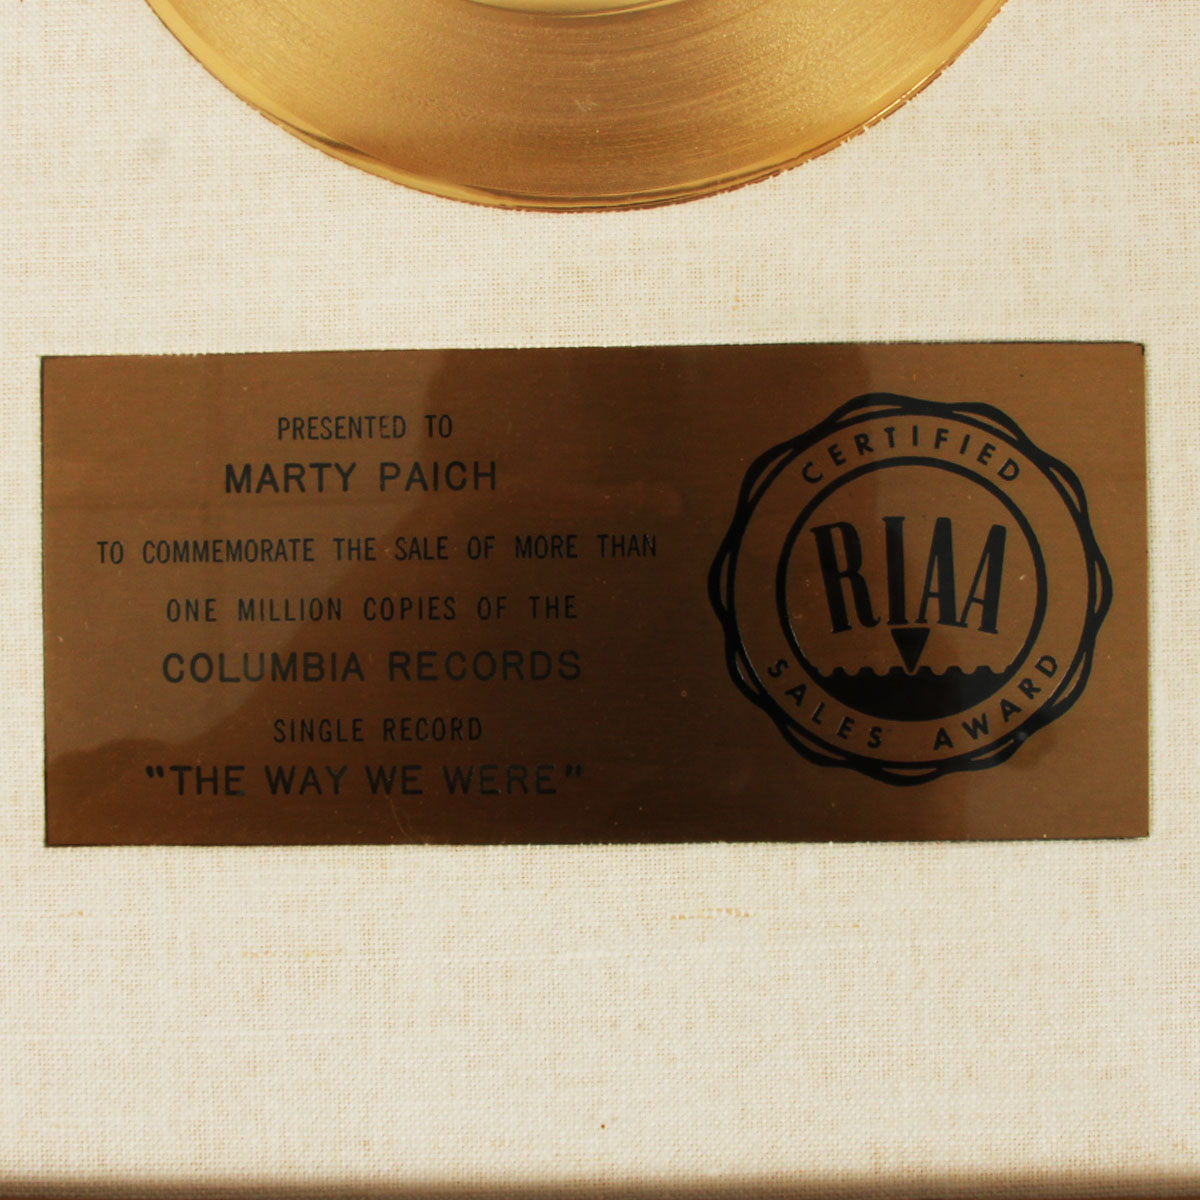 PRESENTED TO
MARTY PAICH
TO COMMEMORATE THE SALE OF MORE THAN
ONE MILLION COPIES OF THE
COLUMBIA RECORDS
SINGLE RECORD
"THE WAY WE WERE"
CERTIFIED
RIAA
SALES AWARD